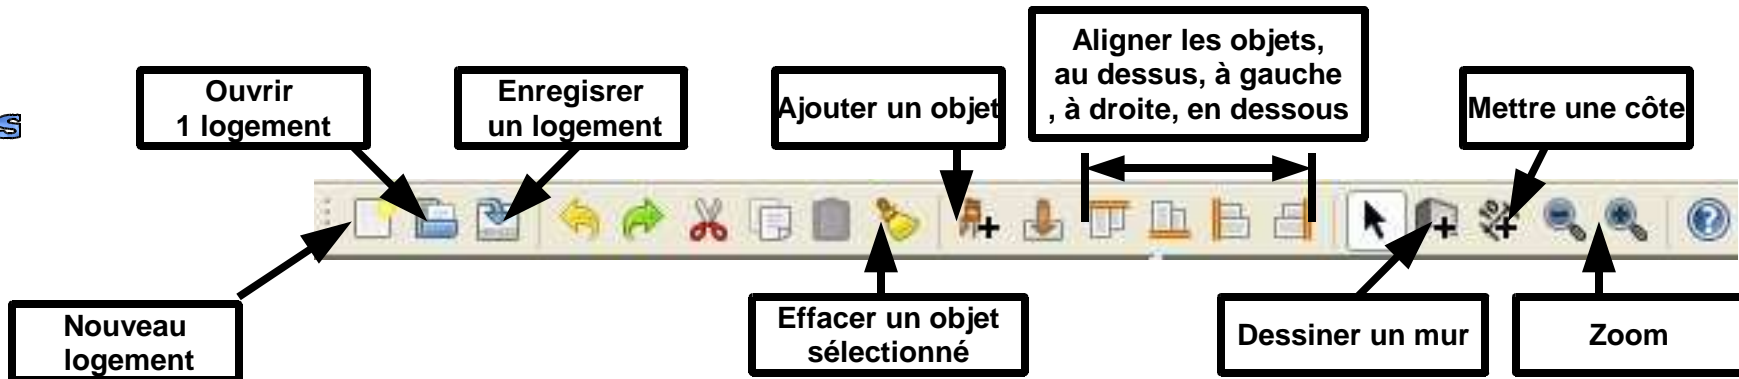 s
Ouvrir
1 logement
Enregisrer
un logement
Ajouter un objet
Aligner les objets,
au dessus, à gauche
, à droite, en dessous
Mettre une côte
Nouveau
logement
Effacer un objet
sélectionné
Dessiner un mur
Zoom